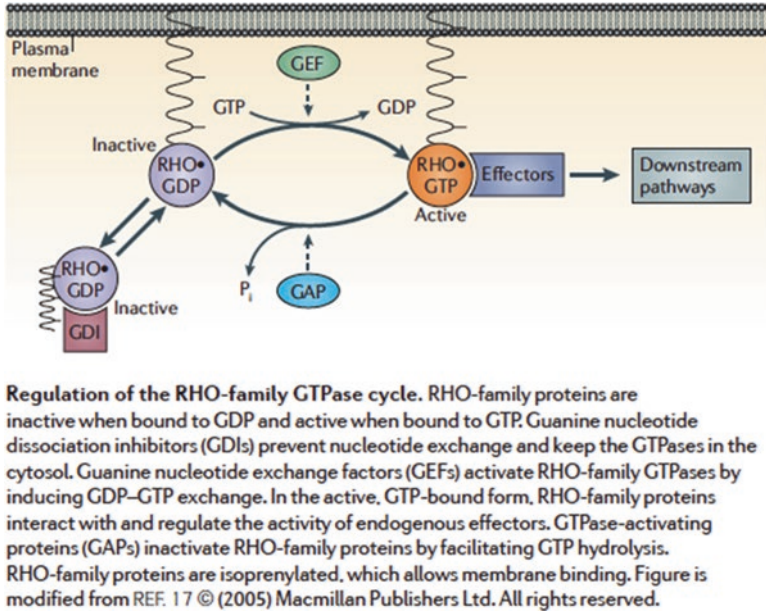 Plasma
membrane
GEF
GTP
GDP
Inactive
RHO•
GDP
RHO•
GTP
Effectors
Downstream
pathways
Active
RHO•
GDP
Inactive
GDI
Pi
GAP
Regulation of the RHO-family GTPase cycle. RHO-family proteins are
inactive when bound to GDP and active when bound to GTP. Guanine nucleotide
dissociation inhibitors (GDIs) prevent nucleotide exchange and keep the GTPases in the
cytosol. Guanine nucleotide exchange factors (GEFs) activate RHO-family GTPases by
inducing GDP–GTP exchange. In the active, GTP-bound form, RHO-family proteins
interact with and regulate the activity of endogenous effectors. GTPase-activating
proteins (GAPs) inactivate RHO-family proteins by facilitating GTP hydrolysis.
RHO-family proteins are isoprenylated, which allows membrane binding. Figure is
modified from REF. 17 © (2005) Macmillan Publishers Ltd. All rights reserved.